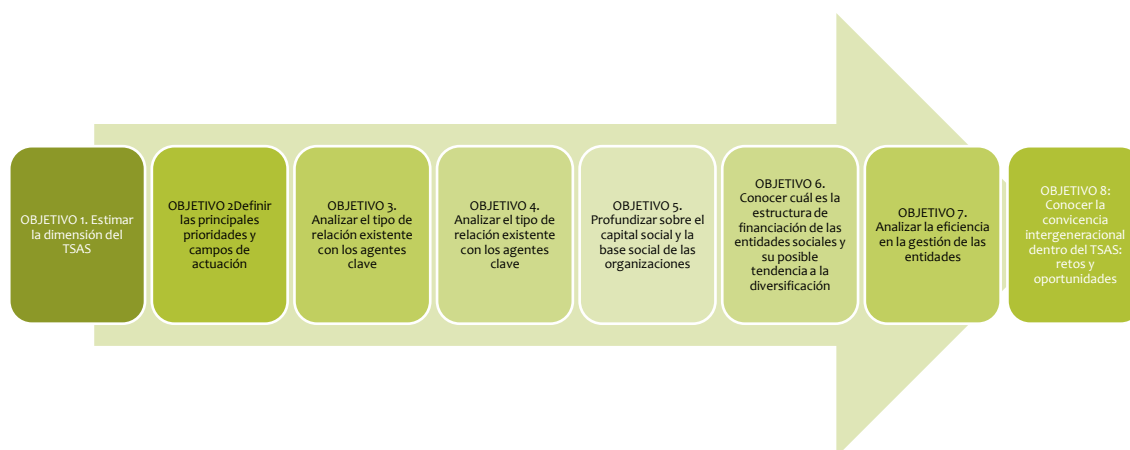 OBJETIVO 1. Estimar
la dimensión del
TSAS
OBJETIVO 2Definir
las principales
prioridades y
campos de
actuación
OBJETIVO 3.
Analizar el tipo de
relación existente
con los agentes
clave
OBJETIVO 4.
Analizar el tipo de
relación existente
con los agentes
clave
OBJETIVO 5.
Profundizar sobre el
capital social y la
base social de las
organizaciones
OBJETIVO 6.
Conocer cuál es la
estructura de
financiación de las
entidades sociales y
su posible
tendencia a la
diversificación
OBJETIVO 7.
Analizar la eficiencia
en la gestión de las
entidades
OBJETIVO 8:
Conocer la
convicencia
intergeneracional
dentro del TSAS:
retos y
oportunidades